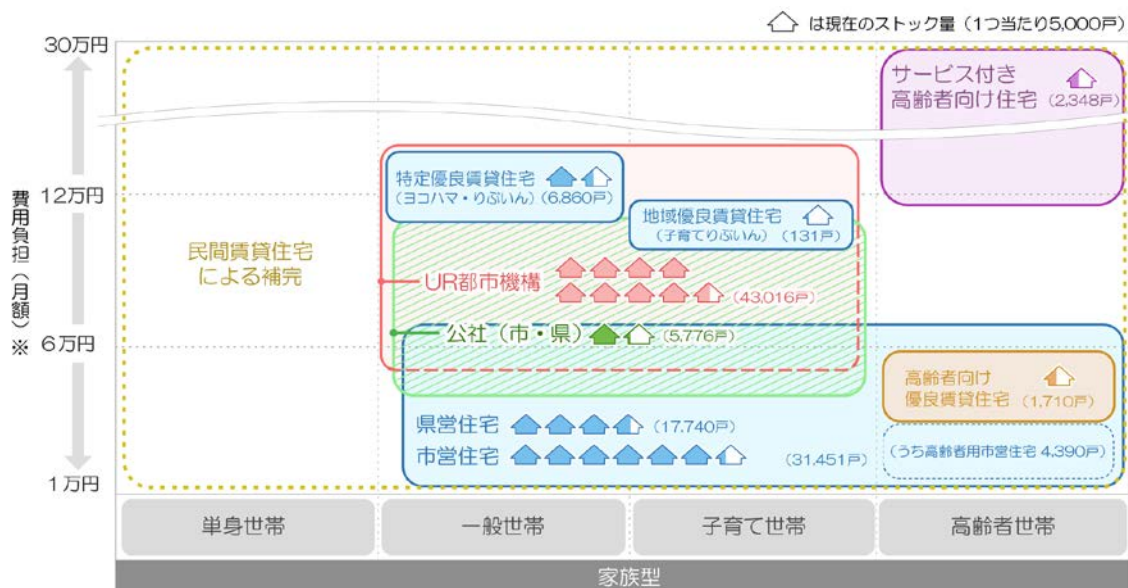 は現在のストック量（1つ当たり5,000戸）
30万円
12万円
6万円
1万円
費用負担（月額）※
サービス付き
高齢者向け住宅（2,348戸）
特定優良賃貸住宅
（ヨコハマ・りぶいん）（6,860戸）
地域優良賃貸住宅
（子育てりぶいん）（131戸）
民間賃貸住宅
による補完
UR都市機構
（43,016戸）
公社（市・県）（5,776戸）
高齢者向け
優良賃貸住宅（1,710戸）
県営住宅（17,740戸）
市営住宅（31,451戸）
（うち高齢者用市営住宅 4,390戸）
単身世帯
一般世帯
子育て世帯
高齢者世帯
家族型